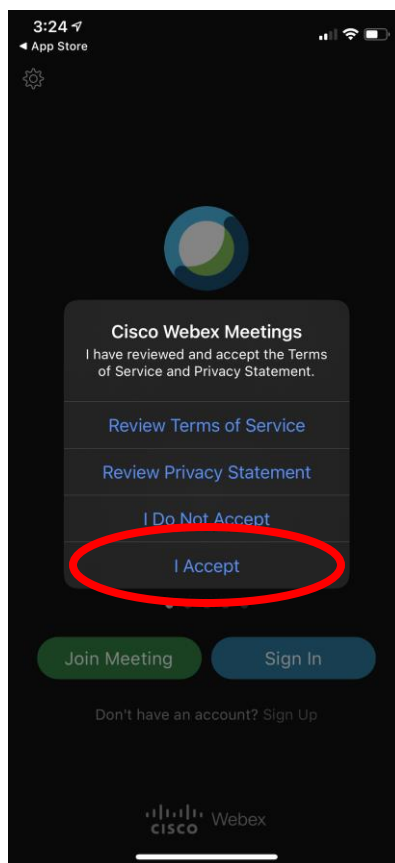 3:24
◀ App Store
Cisco Webex Meetings
I have reviewed and accept the Terms
of Service and Privacy Statement.
Review Terms of Service
Review Privacy Statement
I Do Not Accept
I Accept
Join Meeting
Sign In
Don't have an account? Sign Up
CISCO Webex